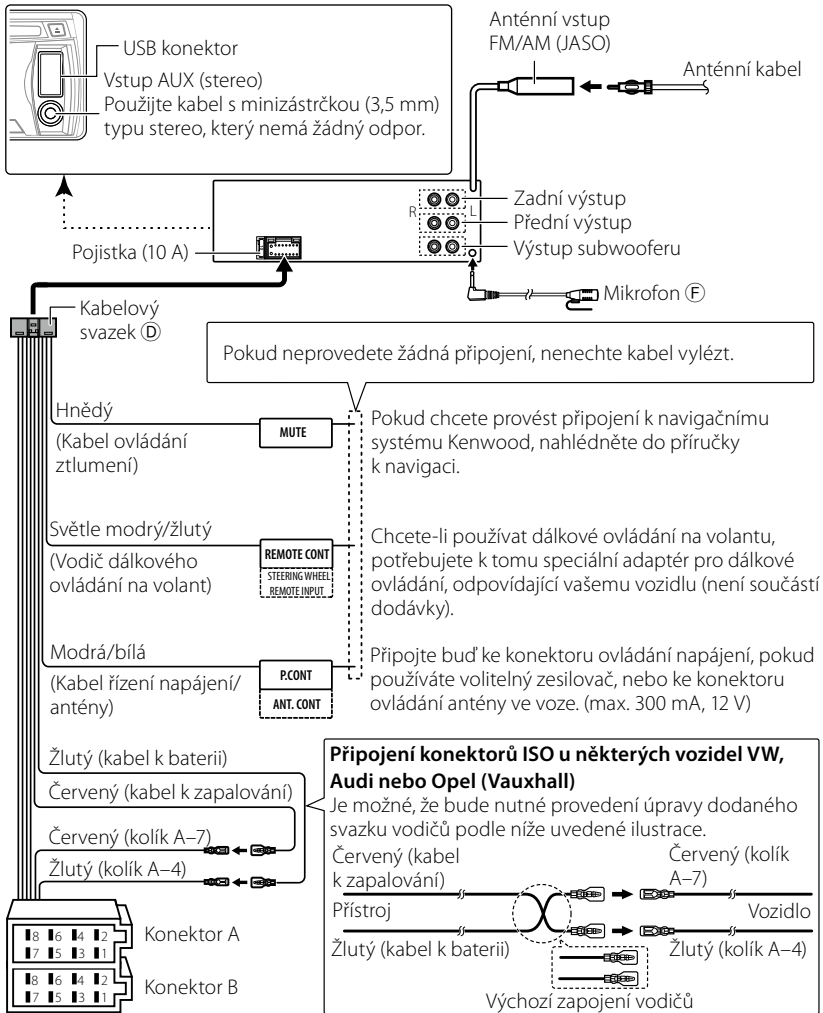 USB konektor
Vstup AUX (stereo)
Použijte kabel s minizástrčkou (3,5 mm)
typu stereo, který nemá žádný odpor.
Anténní vstup
FM/AM (JASO)
Anténní kabel
R
L
Zadní výstup
Přední výstup
Výstup subwooferu
Pojistka (10 A)
Mikrofon Ⓕ
Kabelový
svazek Ⓓ
Pokud neprovedete žádná připojení, nenechte kabel vylézt.
Hnědý
(Kabel ovládání
ztlumení)
MUTE
Pokud chcete provést připojení k navigačnímu
systému Kenwood, nahlédněte do příručky
k navigaci.
Světle modrý/žlutý
(Vodič dálkového
ovládání na volant)
REMOTE CONT
STEERING WHEEL
REMOTE INPUT
Chcete-li používat dálkové ovládání na volantu,
potřebujete k tomu speciální adaptér pro dálkové
ovládání, odpovídající vašemu vozidlu (není součástí
dodávky).
Modrá/bílá
(Kabel řízení napájení/
antény)
P.CONT
ANT. CONT
Připojte buď ke konektoru ovládání napájení, pokud
používáte volitelný zesilovač, nebo ke konektoru
ovládání antény ve voze. (max. 300 mA, 12 V)
Žlutý (kabel k baterii)
Červený (kabel k zapalování)
Červený (kolík A–7)
Žlutý (kolík A–4)
Připojení konektorů ISO u některých vozidel VW,
Audi nebo Opel (Vauxhall)
Je možné, že bude nutné provedení úpravy dodaného
svazku vodičů podle níže uvedené ilustrace.
Červený (kabel
k zapalování)
Červený (kolík
A–7)
Přístroj
Vozidlo
Žlutý (kabel k baterii)
Žlutý (kolík A–4)
Výchozí zapojení vodičů
8 6 4 2
7 5 3 1
Konektor A
8 6 4 2
7 5 3 1
Konektor B